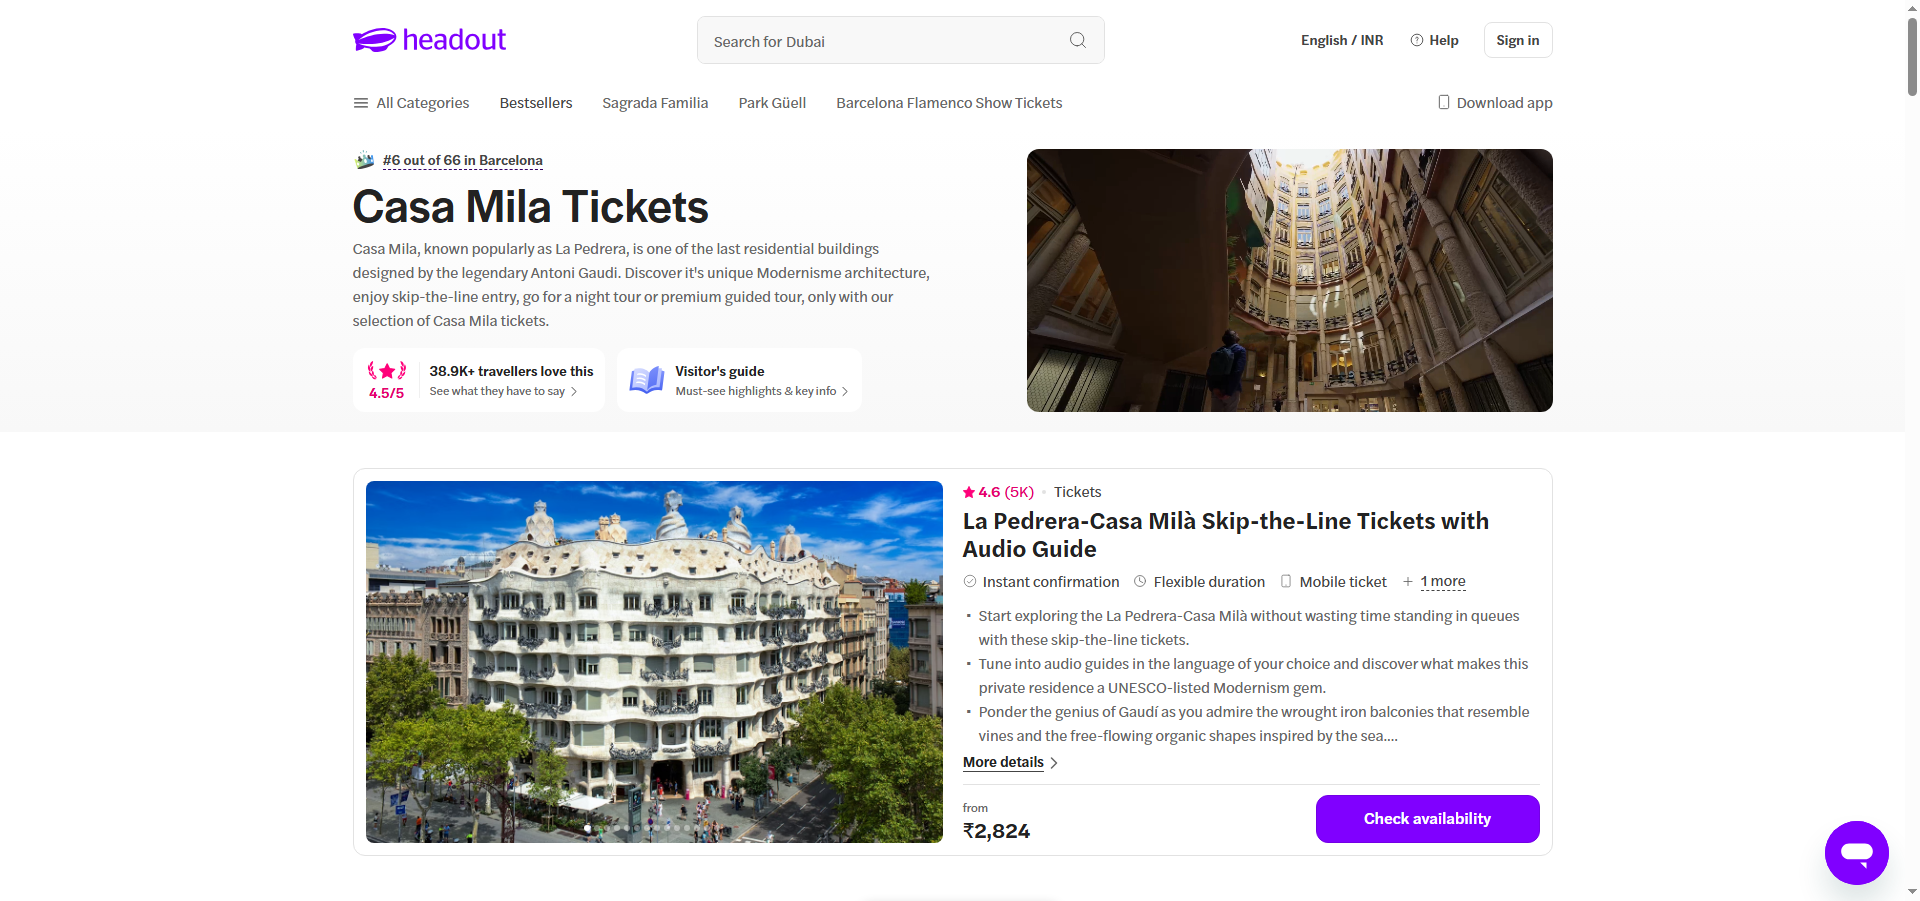 headout
Search for Dubai
English / INR
Help
Sign in
All Categories
Bestsellers
Sagrada Familia
Park Güell
Barcelona Flamenco Show Tickets
Download app
#6 out of 66 in Barcelona
Casa Mila Tickets
Casa Mila, known popularly as La Pedrera, is one of the last residential buildings
designed by the legendary Antoni Gaudi. Discover it's unique Modernisme architecture,
enjoy skip-the-line entry, go for a night tour or premium guided tour, only with our
selection of Casa Mila tickets.
4.5/5
38.9K+ travellers love this
See what they have to say
Visitor's guide
Must-see highlights & key info
4.6 (5K)
Tickets
La Pedrera-Casa Milà Skip-the-Line Tickets with
Audio Guide
Instant confirmation
Flexible duration
Mobile ticket
+ 1 more
Start exploring the La Pedrera-Casa Milà without wasting time standing in queues
with these skip-the-line tickets.
Tune into audio guides in the language of your choice and discover what makes this
private residence a UNESCO-listed Modernism gem.
Ponder the genius of Gaudí as you admire the wrought iron balconies that resemble
vines and the free-flowing organic shapes inspired by the sea....
More details
from
₹2,824
Check availability